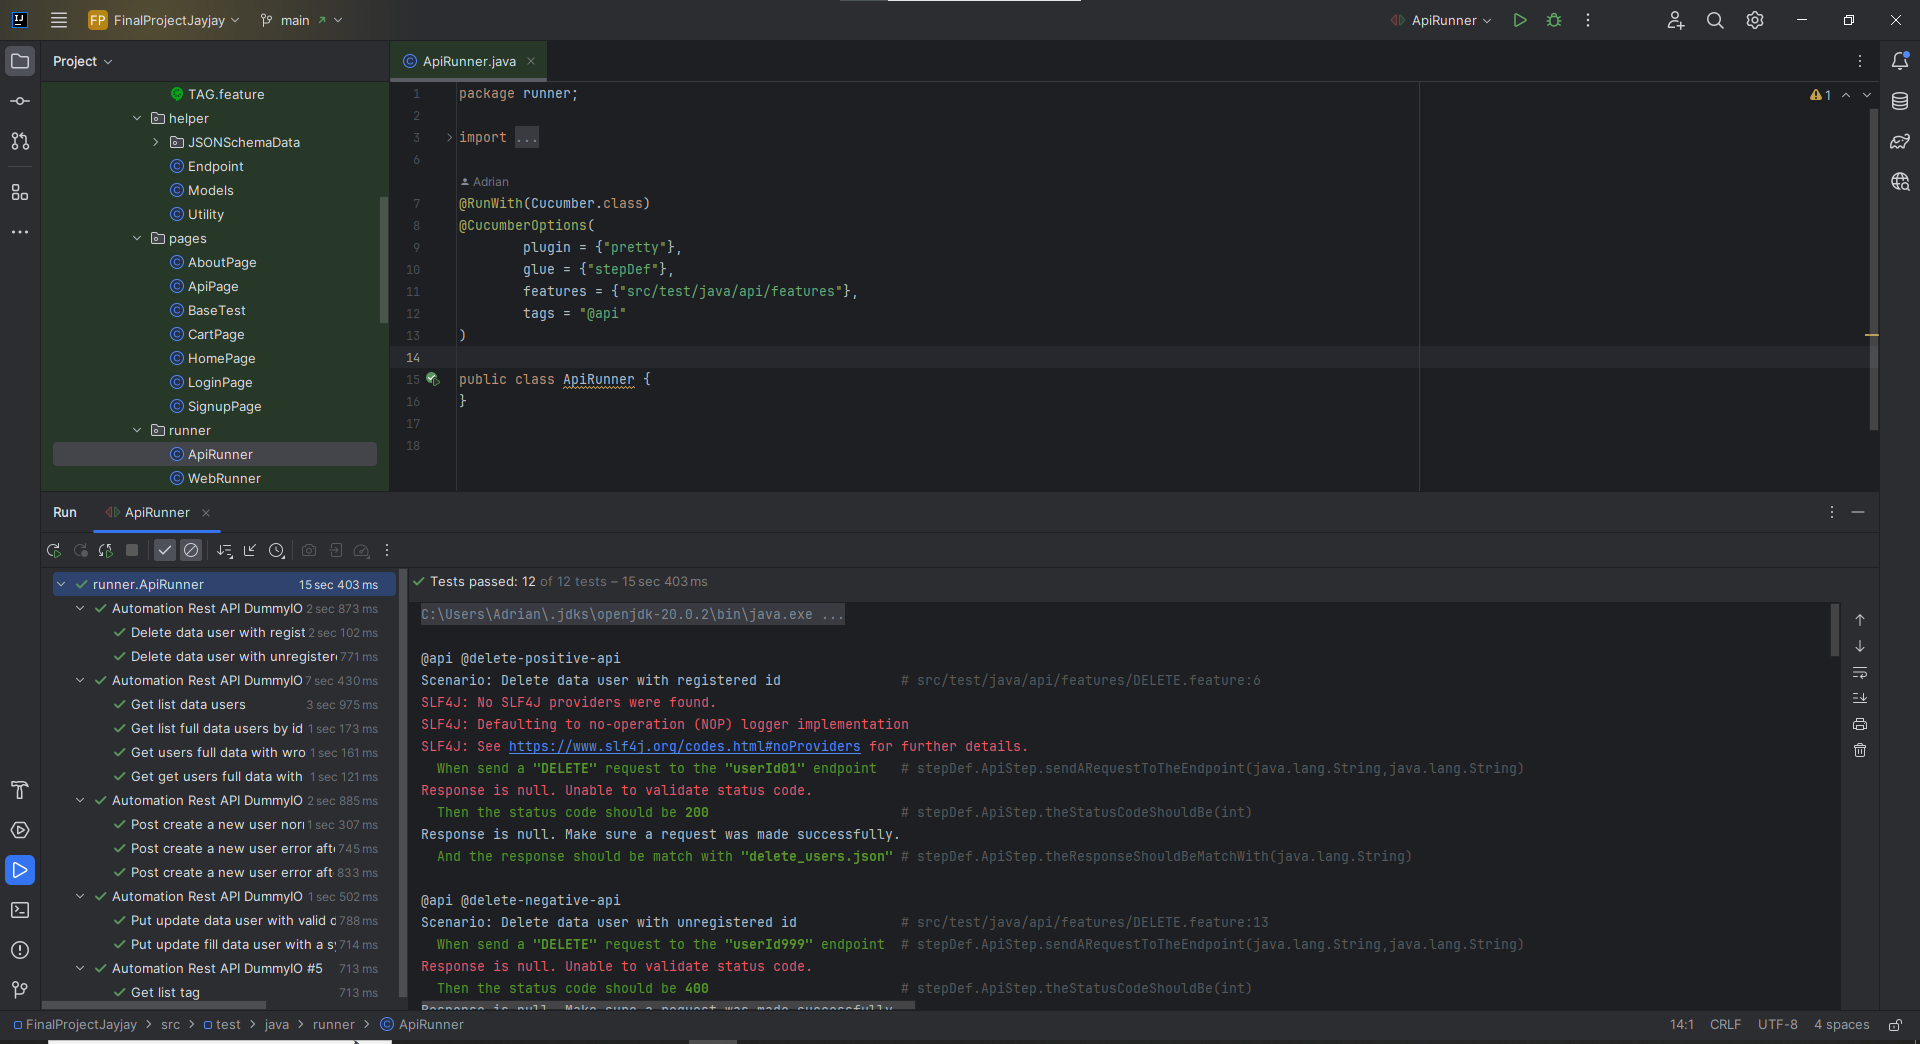 FP FinalProjectJayjay main
ApiRunner
Project
ApiRunner.java
TAG.feature
helper
JSONSchemaData
Endpoint
Models
Utility
pages
AboutPage
ApiPage
BaseTest
CartPage
HomePage
LoginPage
SignupPage
runner
ApiRunner
WebRunner
1 package runner;
2
3 import ...
6
Adrian
7 @RunWith(Cucumber.class)
8 @CucumberOptions(
9 plugin = {"pretty"},
10 glue = {"stepDef"},
11 features = {"src/test/java/api/features"},
12 tags = "@api"
13 )
14
15 public class ApiRunner {
16 }
17
18
1
Run ApiRunner
runner.ApiRunner 15 sec 403 ms
Automation Rest API DummyIO 2 sec 873 ms
Delete data user with regist 2 sec 102 ms
Delete data user with unregister 771 ms
Automation Rest API DummyIO 7 sec 430 ms
Get list data users 3 sec 975 ms
Get list full data users by id 1 sec 173 ms
Get users full data with wro 1 sec 161 ms
Get get users full data with 1 sec 121 ms
Automation Rest API DummyIO 2 sec 885 ms
Post create a new user nor 1 sec 307 ms
Post create a new user error aft 745 ms
Post create a new user error aft 833 ms
Automation Rest API DummyIO 1 sec 502 ms
Put update data user with valid d 788 ms
Put update fill data user with a s 714 ms
Automation Rest API DummyIO #5 713 ms
Get list tag 713 ms
Tests passed: 12 of 12 tests – 15 sec 403 ms
C:\Users\Adrian\.jdks\openjdk-20.0.2\bin\java.exe ...
@api @delete-positive-api
Scenario: Delete data user with registered id # src/test/java/api/features/DELETE.feature:6
SLF4J: No SLF4J providers were found.
SLF4J: Defaulting to no-operation (NOP) logger implementation
SLF4J: See https://www.slf4j.org/codes.html#noProviders for further details.
When send a "DELETE" request to the "userId01" endpoint # stepDef.ApiStep.sendARequestToTheEndpoint(java.lang.String,java.lang.String)
Response is null. Unable to validate status code.
Then the status code should be 200 # stepDef.ApiStep.theStatusCodeShouldBe(int)
Response is null. Make sure a request was made successfully.
And the response should be match with "delete_users.json" # stepDef.ApiStep.theResponseShouldBeMatchWith(java.lang.String)
@api @delete-negative-api
Scenario: Delete data user with unregistered id # src/test/java/api/features/DELETE.feature:13
When send a "DELETE" request to the "userId999" endpoint # stepDef.ApiStep.sendARequestToTheEndpoint(java.lang.String,java.lang.String)
Response is null. Unable to validate status code.
Then the status code should be 400 # stepDef.ApiStep.theStatusCodeShouldBe(int)
Response is null. Make sure a request was made successfully.
FinalProjectJayjay > src > test > java > runner > ApiRunner
14:1 CRLF UTF-8 4 spaces